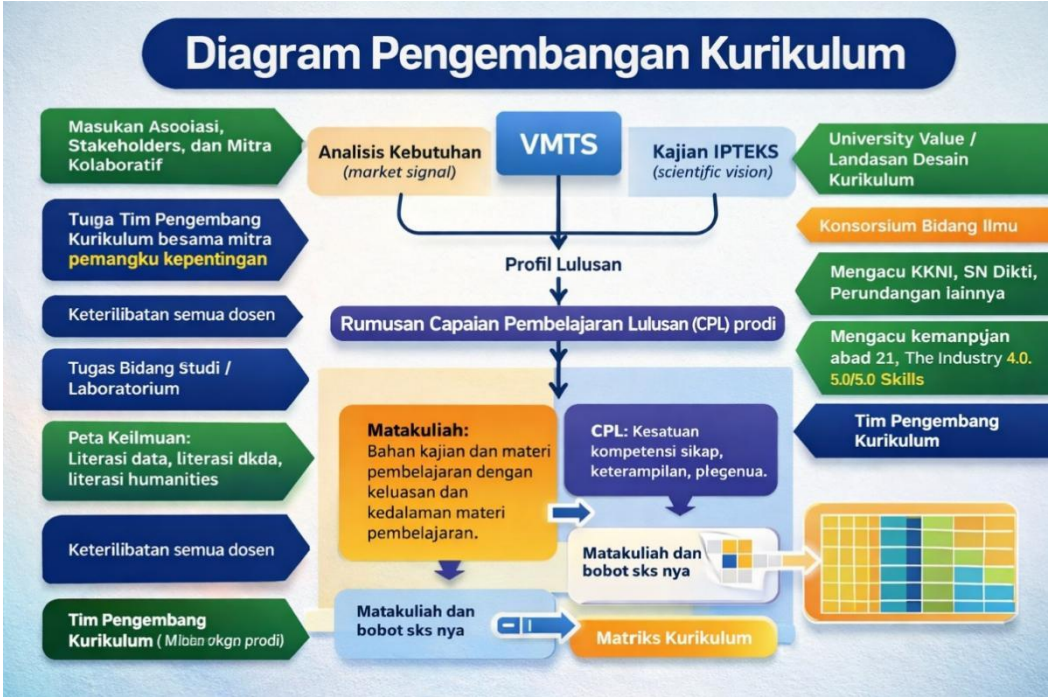 Diagram Pengembangan Kurikulum
Masukan Asooiasi,
Stakeholders, dan Mitra
Kolaboratif
Analisis Kebutuhan
(market signal)
VMTS
Kajian IPTEKS
(scientific vision)
University Value /
Landasan Desain
Kurikulum
Tuıga Tim Pengembang
Kurikulum besama mitra
pemangku kepentingan
Konsorsium Bidang Ilmu
Profil Lulusan
Mengacu KKNI, SN Dikti,
Perundangan lainnya
Keterilibatan semua dosen
Rumusan Capaian Pembelajaran Lulusan (CPL) prodi
Mengacu kemanpųjan
abad 21, The Industry 4.0.
5.0/5.0 Skills
Tugas Bidang Studi /
Laboratorium
Tim Pengembang
Kurikulum
Matakuliah:
Bahan kajian dan materi
pembelajaran dengan
keluasan dan
kedalaman materi
pembelajaran.
CPL: Kesatuan
kompetensi sikap,
keterampilan, plegenua.
Peta Keilmuan:
Literasi data, literasi dkda,
literasi humanities
Keterilibatan semua dosen
Matakuliah dan
bobot sks nya
Tim Pengembang
Kurikulum ( prodi)
Matakuliah dan
bobot sks nya
Matriks Kurikulum